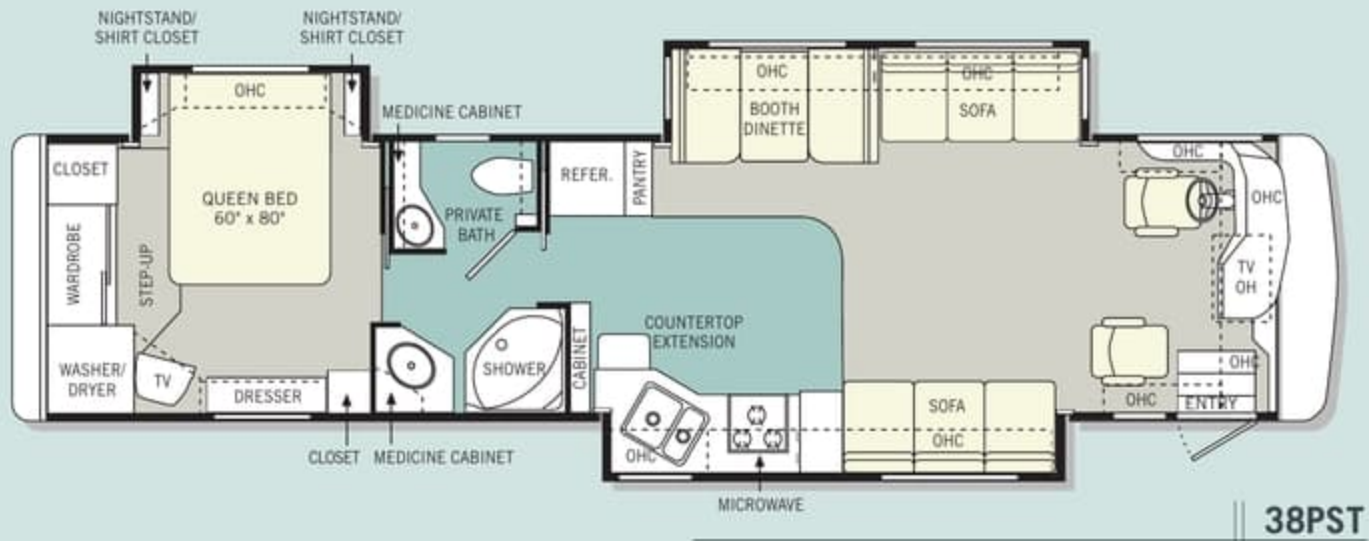 NIGHTSTAND/
SHIRT CLOSET
NIGHTSTAND/
SHIRT CLOSET
OHC
MEDICINE CABINET
OHC
BOOTH
DINETTE
OHC
SOFA
CLOSET
QUEEN BED
60" x 80"
PRIVATE
BATH
REFER.
PANTRY
OHC
OHC
WARDROBE
STEP-UP
TV
OH
COUNTERTOP
EXTENSION
WASHER/
DRYER
TV
DRESSER
SHOWER
CABINET
SOFA
OHC
OHC
OHC
ENTRY
OHC
CLOSET
MEDICINE CABINET
MICROWAVE
38PST